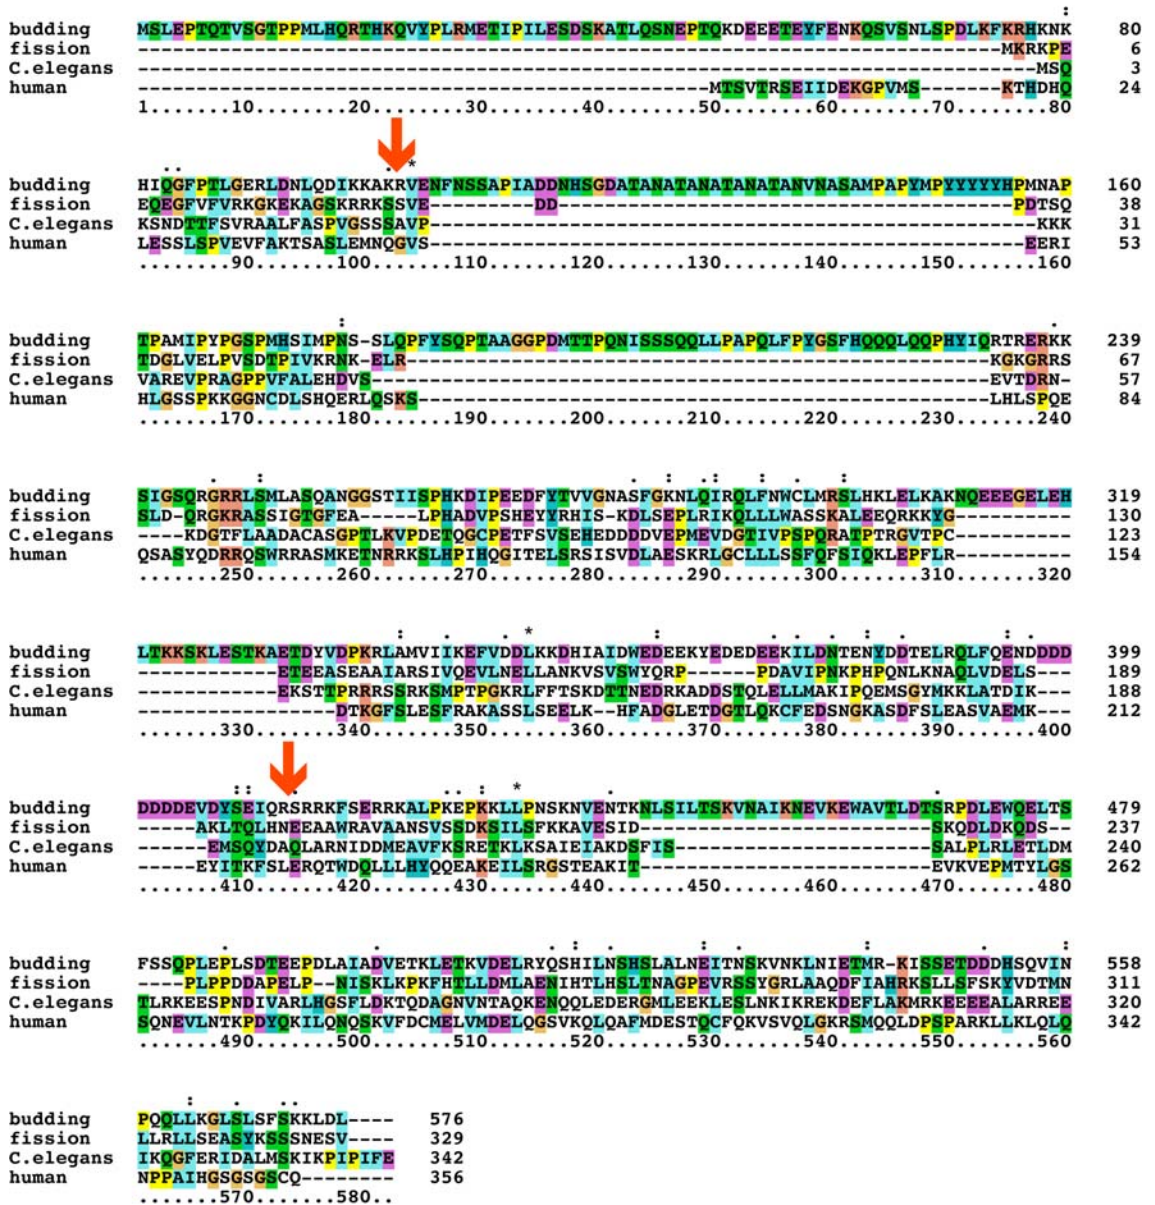 :
budding MSLEPTQTVSGTPPMLHQRTHKQVYPLRMETIPILESDSKATLQSNEPTQKDEEETEYFENKQSVSNLSPDLKFKRHKNK 80
fission --------------------------------------------------------------------------MKRKPE 6
C.elegans -----------------------------------------------------------------------------MSQ 3
human -------------------------------------------------MTSVTRSEIIDEKGPVMS-------KTHDHQ 24
1.......10........20........30........40........50........60........70........80
.. . *
budding HIQGFPTLGERLDNLQDIKKAKRVENFNSSAPIADDNHSGDATANATANATANATANVNASAMPAPYMPYYYYYHPMNAP 160
fission EQEGFVFVRKGKEKAGSKRRKSSVE---------DD---------------------------------------PDTSQ 38
C.elegans KSNDTTFSVRAALFASPVGSSSAVP----------------------------------------------------KKK 31
human LESSLSPVEVFAKTSASLEMNQGVS---------------------------------------------------EERI 53
........90.......100.......110.......120.......130.......140.......150.......160
:  .
budding TPAMIPYPGSPMHSIMPNS-SLQPFYSQPTAAGGPDMTTPQNISSSQQLLPAPQLFPYGSFHQQQLQQPHYIQRTRERKK 239
fission TDGLVELPVSDTPIVKRNK-ELR--------------------------------------------------KGKGRRS 67
C.elegans VAREVPRAGPPVFALEHDVS-----------------------------------------------------EVTDRN- 57
human HLGSSPKKGGNCDLSHQERLQSKS-------------------------------------------------LHLSPQE 84
.......170.......180.......190.......200.......210.......220.......230.......240
. : . : .. . . :
budding SIGSQRGRRLSMLASQANGGSTIISPHKDIPEEDFYTVVGNASFGKNLQIRQLFNWCLMRSLHKLELKAKNQEEEGELEH 319
fission SLD-QRGKRASSIGTGFEA-----LPHADVPSHEYYRHIS-KDLSEPLRIKQLLLWASSKALEEQRKKYG---------- 130
C.elegans ----KDGTFLAADACASGPTLKVPDETQGCPETFSVSEHEDDDDVEPMEVDGTIVPSPQRATPTRGVTPC---------- 123
human QSASYQDRRQSWRRASMKETNRRKSLHPIHQGITELSRSISVDLAESKRLGCLLLSSFQFSIQKLEPFLR---------- 154
.......250.......260.......270.......280.......290.......300.......310.......320
: . . * : . . : . : .
budding LTKKSKLESTKAETDYVDPKRLAMVIIKEFVDDLKKDHIAIDWEDEEKYEDEDEEKILDNTENYDDTELRQLFQENDDDD 399
fission ------------ETEEASEAAIARSIVQEVLNELLANKVSVSWYQRP-----PDAVIPNKPHPQNLKNAQLVDELS---- 189
C.elegans ------------EKSTTPRRRSSRKSMPTPGKRLFFTSKDTTNEDRKADDSTQLELLMAKIPQEMSGYMKKLATDIK--- 188
human -----------------DTKGFSLESFRAKASSLSEELK--HFADGLETDGTLQKCFEDSNGKASDFSLEASVAEMK--- 212
.......330.......340.......350.......360.......370.......380.......390.......400
:: . .. : * .
budding DDDDEVDYSEIQRSRRKFSERRKALPKEPKKLLPNSKNVENTKNLSILTSKVNAIKNEVKEWAVTLDTSRPDLEWQELTS 479
fission -----AKLTQLHNEEAAWRAVAANSVSSDKSILSFKKAVESID-------------------------SKQDLDKQDS-- 237
C.elegans ------EMSQYDAQLARNIDDMEAVFKSRETKLKSAIEIAKDSFIS----------------------SALPLRLETLDM 240
human -----EYITKFSLERQTWDQLLLHYQQEAKEILSRGSTEAKIT-------------------------EVKVEPMTYLGS 262
.......410.......420.......430.......440.......450.......460.......470.......480
. . . : . : . . . :
budding FSSQPLEPLSDTEEPDLAIADVETKLETKVDELRYQSHILNSHSLALNEITNSKVNKLNIETMR-KISSETDDDHSQVIN 558
fission ----PLPPDDAPELP--NISKLKPKFHTLLDMLAENIHTLHSLTNAGPEVRSSYGRLAAQDFIAHRKSLLSFSKYVDTMN 311
C.elegans TLRKEESPNDIVARLHGSFLDKTQDAGNVNTAQKENQQLEDERGMLEEKLESLNKIKREKDEFLAKMRKEEEEALARREE 320
human SQNEVLNTKPDYQKILQNQSKVFDCMELVMDELQGSVKQLQAFMDESTQCFQKVSVQLGKRSMQQLDPSPARKLLKLQLQ 342
.......490.......500.......510.......520.......530.......540.......550.......560
: . ..
budding PQQLLKGLSLSFSKKLDL---- 576
fission LLRLLSEASYKSSSNESV---- 329
C.elegans IKQGFERIDALMSKIKPIPIFE 342
human NPPAIHGSGSGSCQ-------- 356
.......570.......580..